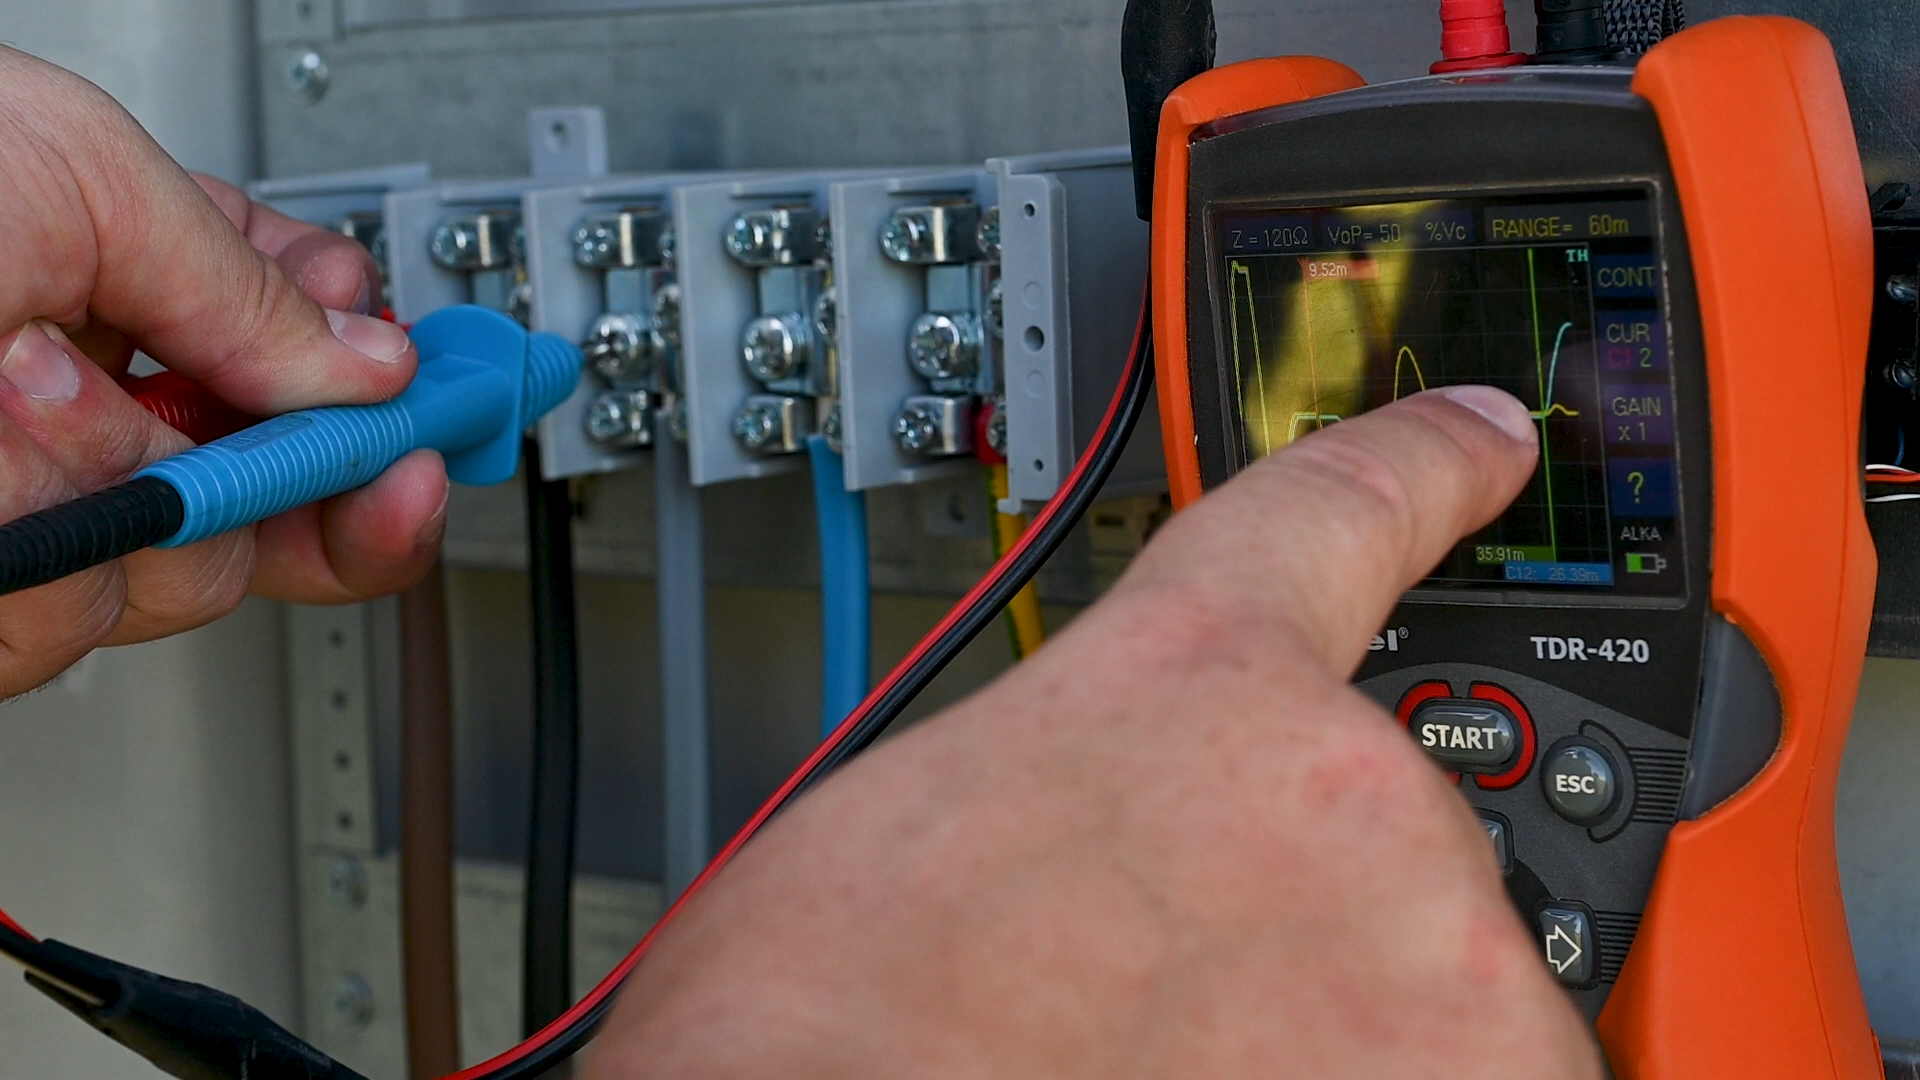 Z = 120Ω VoP= 50 %Vc RANGE= 60m
9.52m
TH
CONT
CUR
C1 2
GAIN
x 1
?
ALKA
35.91m
C12: 26.39m
el®
TDR-420
START
ESC